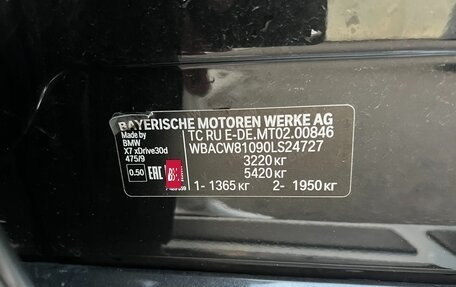 BAYERISCHE MOTOREN WERKE AG
Made by
BMW
X7 xDrive30d
475/9
0.50
EAC
TC RU E-DE.MT02.00846
WBACW81090LS24727
3220 кг
5420 кг
1- 1365 кг 2- 1950 кг